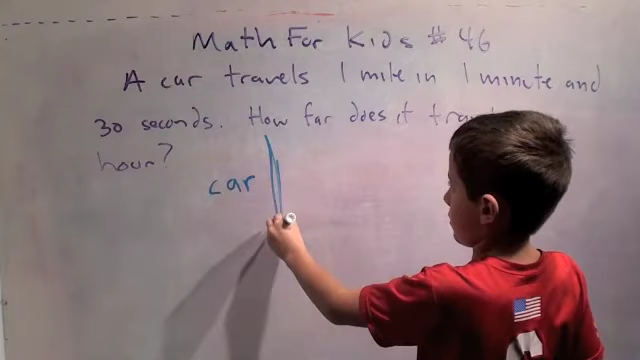 Math For Kids # 46
A car travels 1 mile in 1 minute and
30 seconds. How far does it
hour?
car